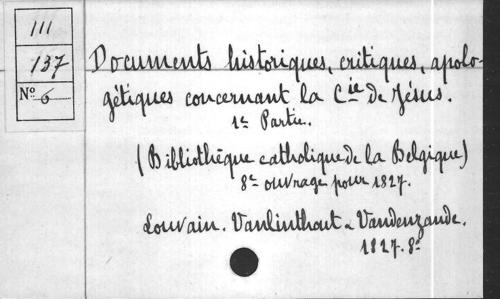 111
137
No 6
Documents historiques, critiques, apolo-
gétiques concernant la Cie de Jésus.
1e Partie.
(Bibliothèque catholique de la Belgique)
8e ouvrage pour 1827.
Louvain. Vanlinthout & Vandenzande.
1827. 8o